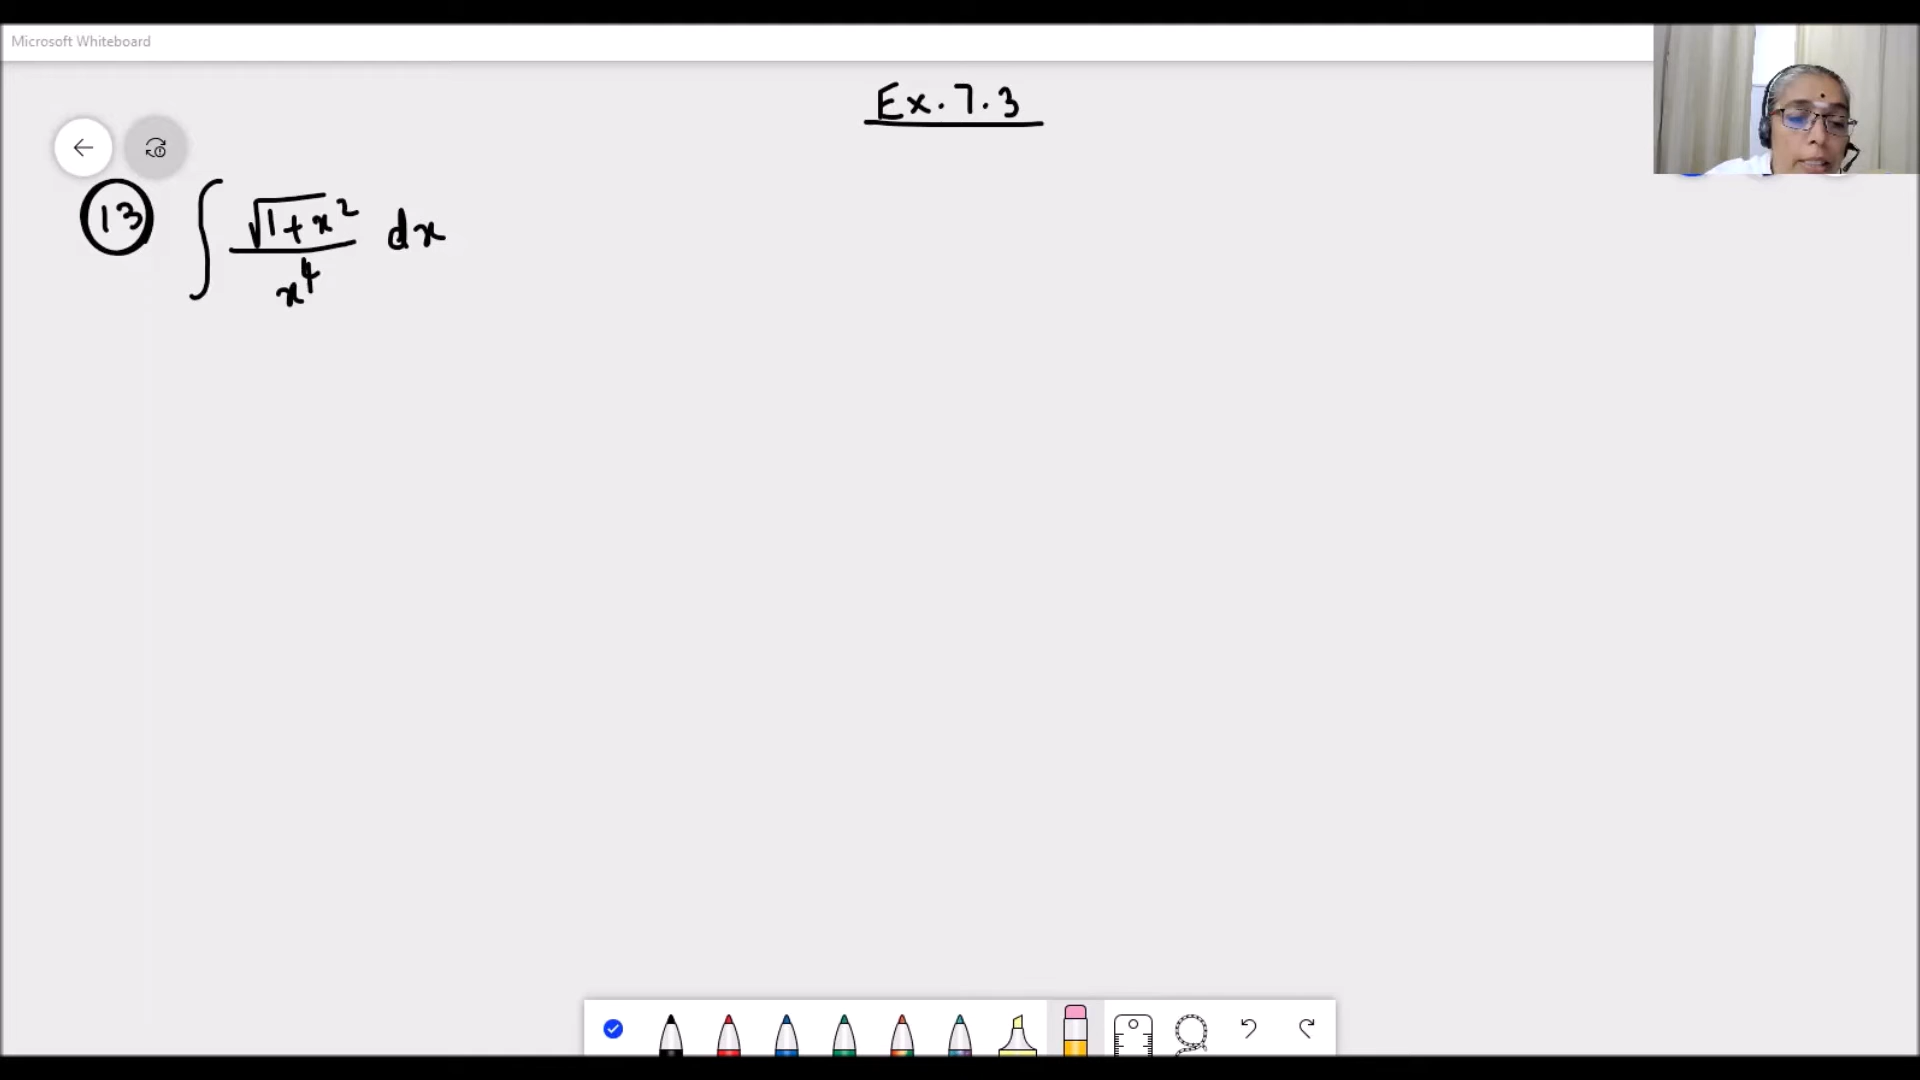 Microsoft Whiteboard
Ex. 7.3
13 ∫ √1+x² / x⁴ dx